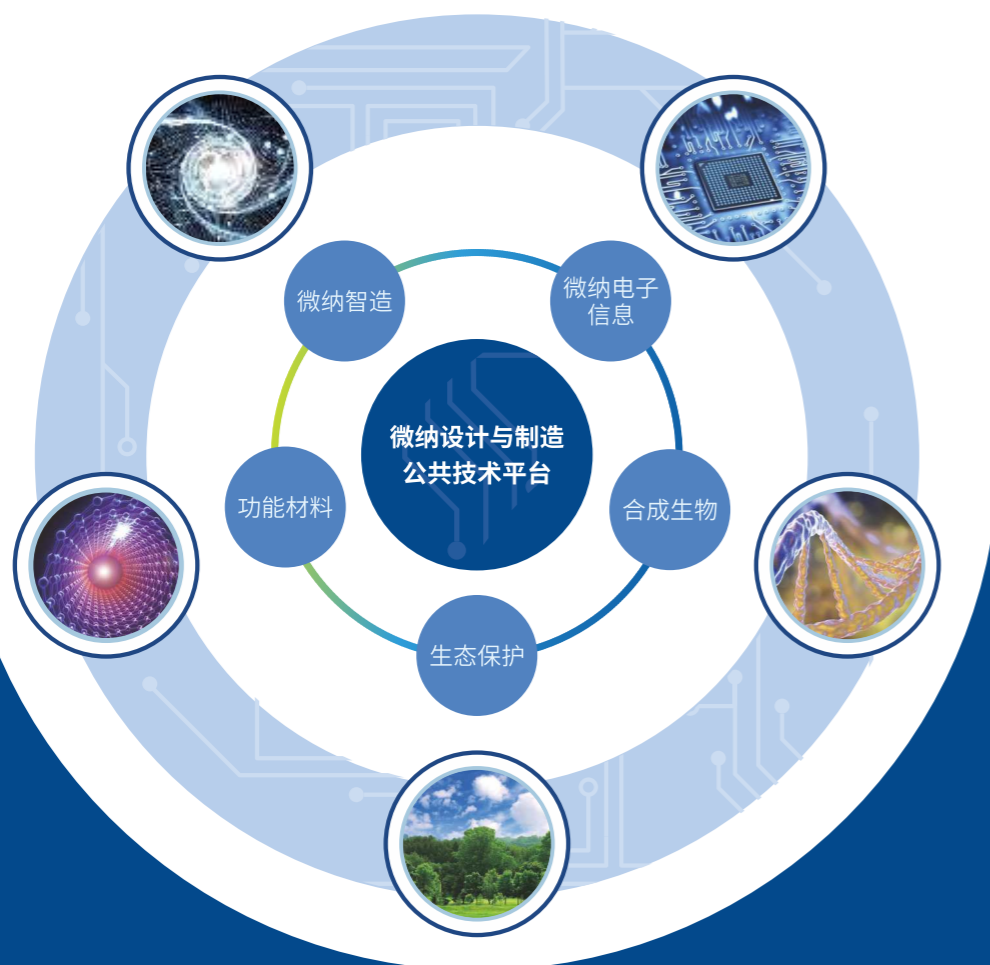 微纳智造
微纳电子
信息
微纳设计与制造
公共技术平台
功能材料
合成生物
生态保护